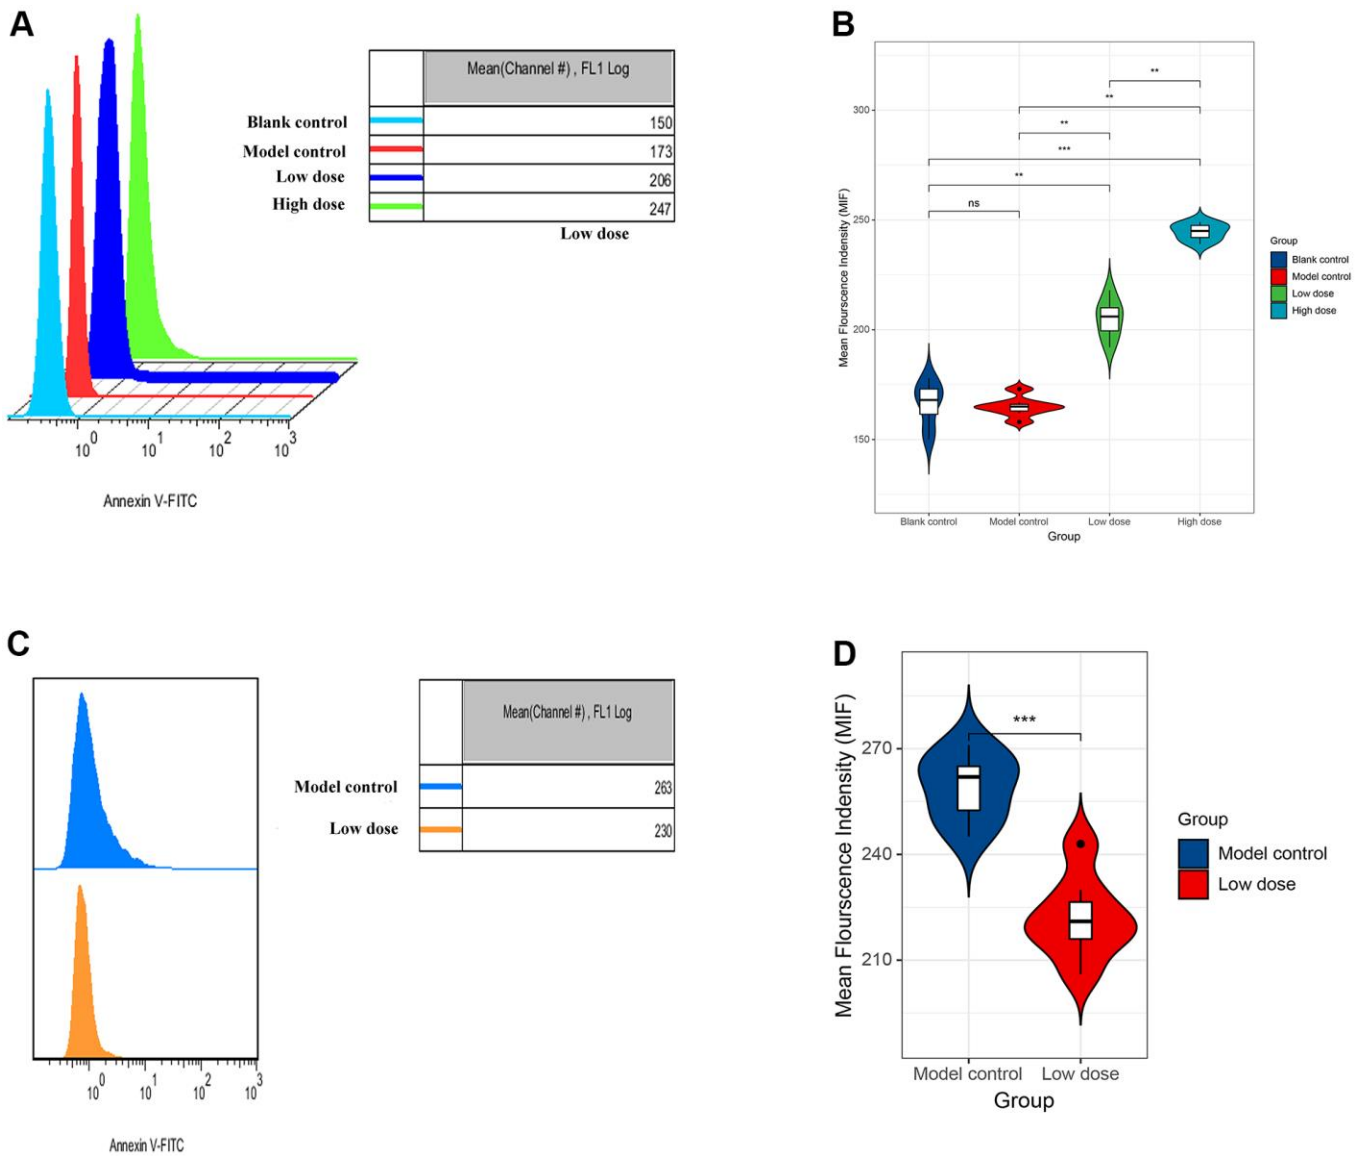 A
Mean(Channel #) , FL1 Log
Blank control 150
Model control 173
Low dose 206
High dose 247
Low dose
10^0 10^1 10^2 10^3
Annexin V-FITC
B
Mean Flourscence Indensity (MIF)
300
250
200
150
**
**
**
***
**
ns
Blank control Model control Low dose High dose
Group
Group
Blank control
Model control
Low dose
High dose
C
Mean(Channel #) , FL1 Log
Model control 263
Low dose 230
10^0 10^1 10^2 10^3
Annexin V-FITC
D
Mean Flourscence Indensity (MIF)
270
240
210
***
Model control Low dose
Group
Group
Model control
Low dose